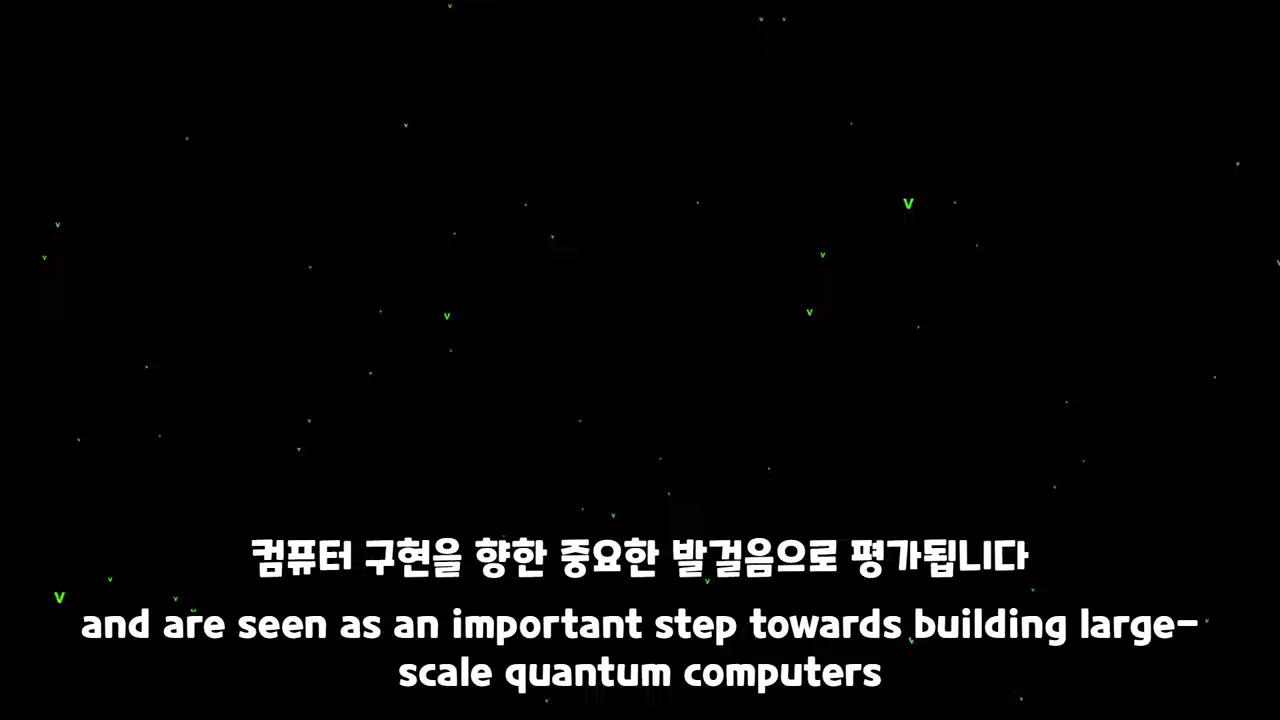 컴퓨터 구현을 향한 중요한 발걸음으로 평가됩니다
and are seen as an important step towards building large-
scale quantum computers